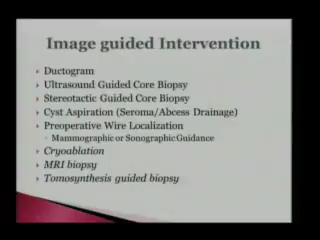 Image guided Intervention
Ductogram
Ultrasound Guided Core Biopsy
Stereotactic Guided Core Biopsy
Cyst Aspiration (Seroma/Abcess Drainage)
Preoperative Wire Localization
Mammographic or Sonographic Guidance
Cryoablation
MRI biopsy
Tomosynthesis guided biopsy